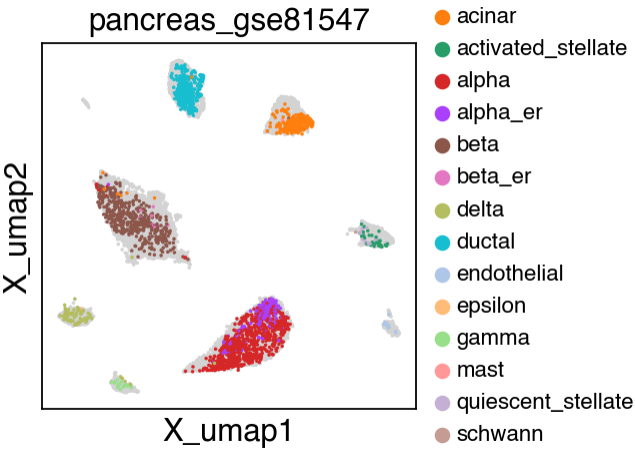 pancreas_gse81547
acinar
activated_stellate
alpha
alpha_er
beta
beta_er
delta
ductal
endothelial
epsilon
gamma
mast
quiescent_stellate
schwann
X_umap2
X_umap1